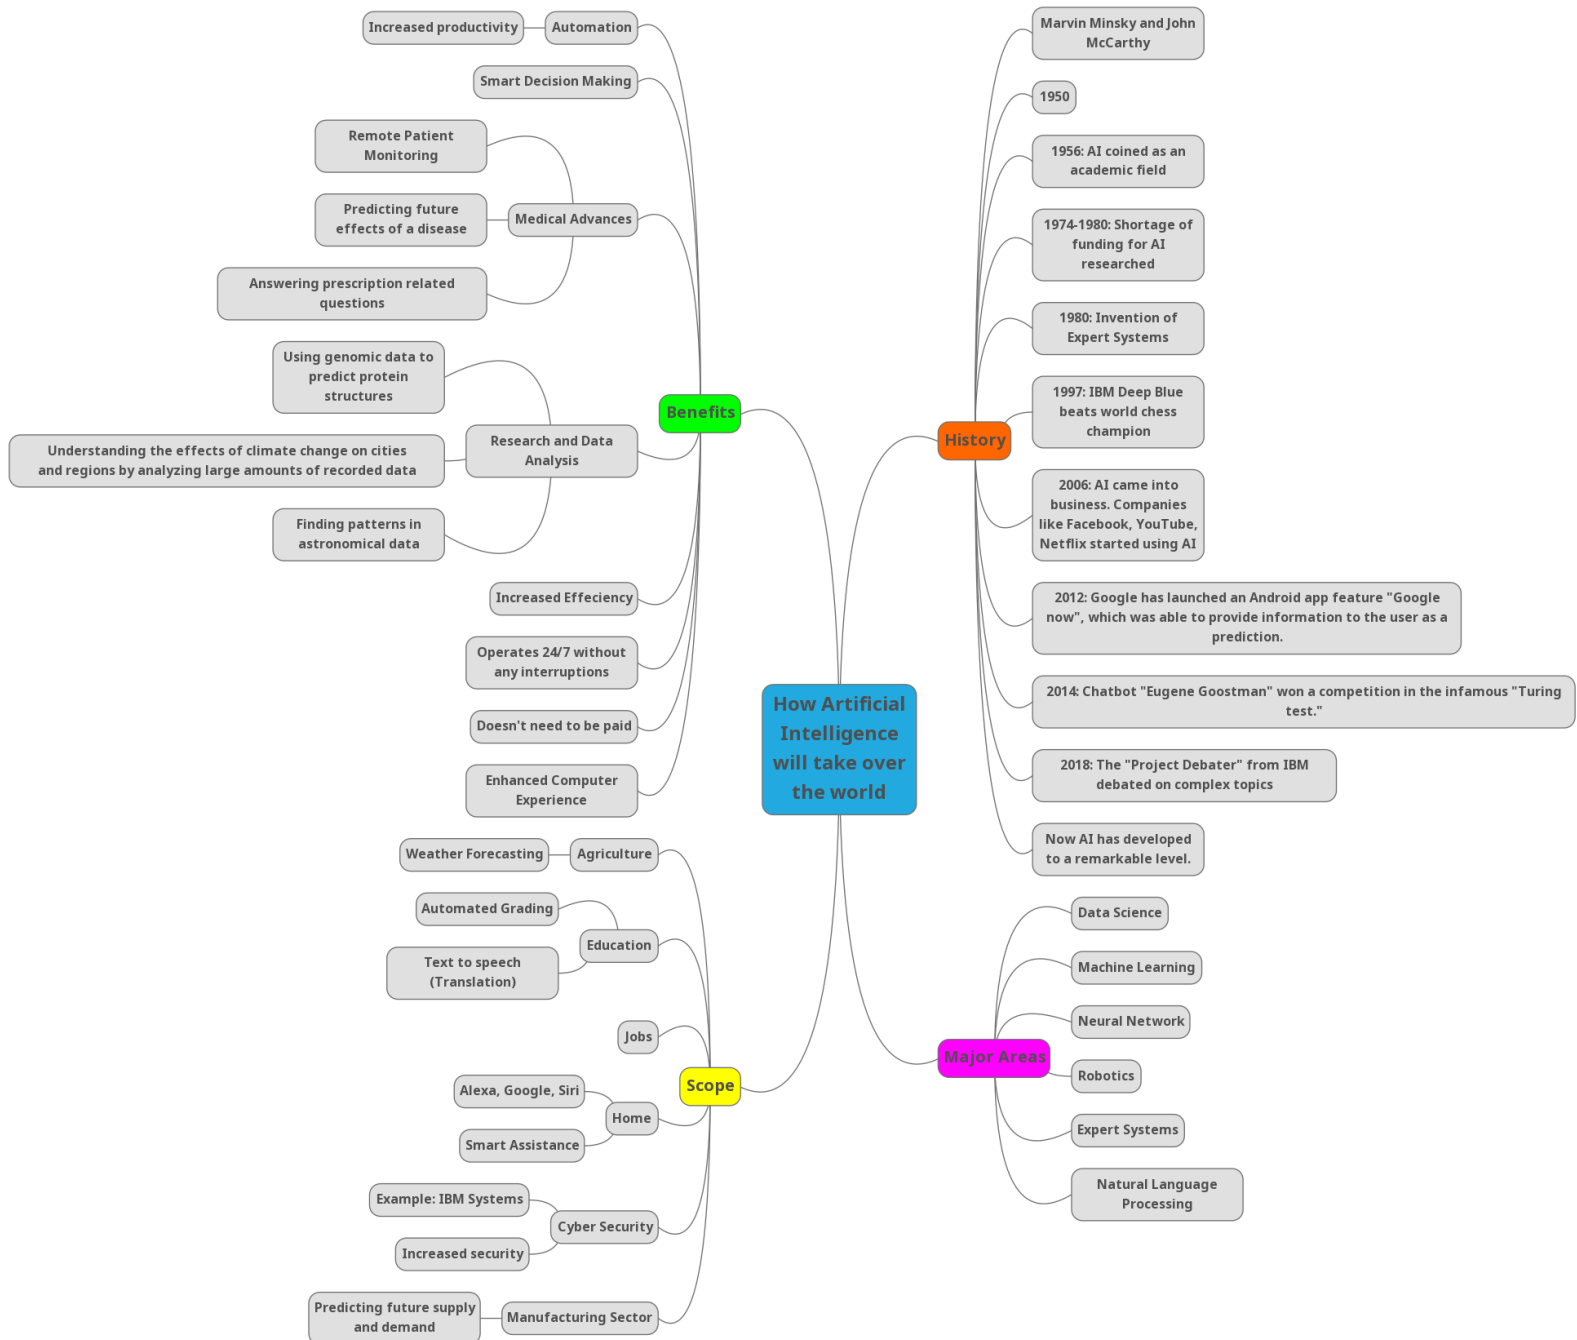 How Artificial
Intelligence
will take over
the world
Benefits
Automation
Increased productivity
Smart Decision Making
Medical Advances
Remote Patient
Monitoring
Predicting future
effects of a disease
Answering prescription related
questions
Research and Data
Analysis
Using genomic data to
predict protein
structures
Understanding the effects of climate change on cities
and regions by analyzing large amounts of recorded data
Finding patterns in
astronomical data
Increased Effeciency
Operates 24/7 without
any interruptions
Doesn't need to be paid
Enhanced Computer
Experience
Scope
Agriculture
Weather Forecasting
Education
Automated Grading
Text to speech
(Translation)
Jobs
Home
Alexa, Google, Siri
Smart Assistance
Cyber Security
Example: IBM Systems
Increased security
Manufacturing Sector
Predicting future supply
and demand
History
Marvin Minsky and John
McCarthy
1950
1956: AI coined as an
academic field
1974-1980: Shortage of
funding for AI
researched
1980: Invention of
Expert Systems
1997: IBM Deep Blue
beats world chess
champion
2006: AI came into
business. Companies
like Facebook, YouTube,
Netflix started using AI
2012: Google has launched an Android app feature "Google
now", which was able to provide information to the user as a
prediction.
2014: Chatbot "Eugene Goostman" won a competition in the infamous "Turing
test."
2018: The "Project Debater" from IBM
debated on complex topics
Now AI has developed
to a remarkable level.
Major Areas
Data Science
Machine Learning
Neural Network
Robotics
Expert Systems
Natural Language
Processing